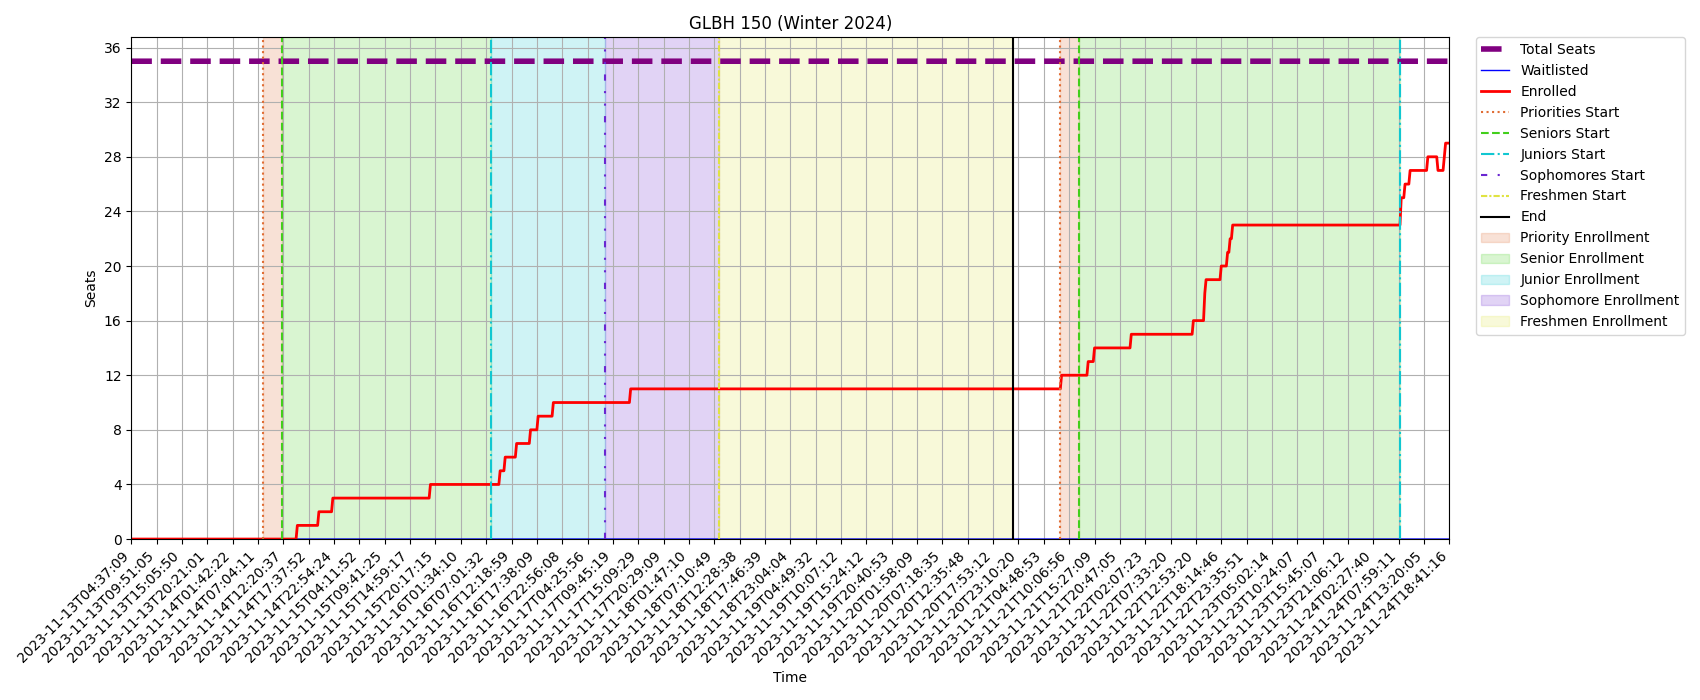 GLBH 150 (Winter 2024)
36
32
28
24
20
16
12
8
4
0
Seats
2023-11-13T04:37:09
2023-11-13T09:51:05
2023-11-13T15:05:50
2023-11-13T20:21:01
2023-11-14T01:42:22
2023-11-14T07:04:11
2023-11-14T12:20:37
2023-11-14T17:37:52
2023-11-14T22:54:24
2023-11-15T04:11:52
2023-11-15T09:41:25
2023-11-15T14:59:17
2023-11-15T20:17:15
2023-11-16T01:34:10
2023-11-16T07:01:32
2023-11-16T12:18:59
2023-11-16T17:38:09
2023-11-16T22:56:08
2023-11-17T04:25:56
2023-11-17T09:45:19
2023-11-17T15:09:29
2023-11-17T20:29:09
2023-11-18T01:47:10
2023-11-18T07:10:49
2023-11-18T12:28:38
2023-11-18T17:46:39
2023-11-18T23:04:04
2023-11-19T04:49:32
2023-11-19T10:07:12
2023-11-19T15:24:12
2023-11-19T20:40:53
2023-11-20T01:58:09
2023-11-20T07:18:35
2023-11-20T12:35:48
2023-11-20T17:53:12
2023-11-20T23:10:20
2023-11-21T04:48:53
2023-11-21T10:06:56
2023-11-21T15:27:09
2023-11-21T20:47:05
2023-11-22T02:07:23
2023-11-22T07:33:20
2023-11-22T12:53:20
2023-11-22T18:14:46
2023-11-22T23:35:51
2023-11-23T05:02:14
2023-11-23T10:24:07
2023-11-23T15:45:07
2023-11-23T21:06:12
2023-11-24T02:27:40
2023-11-24T07:59:11
2023-11-24T13:20:05
2023-11-24T18:41:16
Time
Total Seats
Waitlisted
Enrolled
Priorities Start
Seniors Start
Juniors Start
Sophomores Start
Freshmen Start
End
Priority Enrollment
Senior Enrollment
Junior Enrollment
Sophomore Enrollment
Freshmen Enrollment